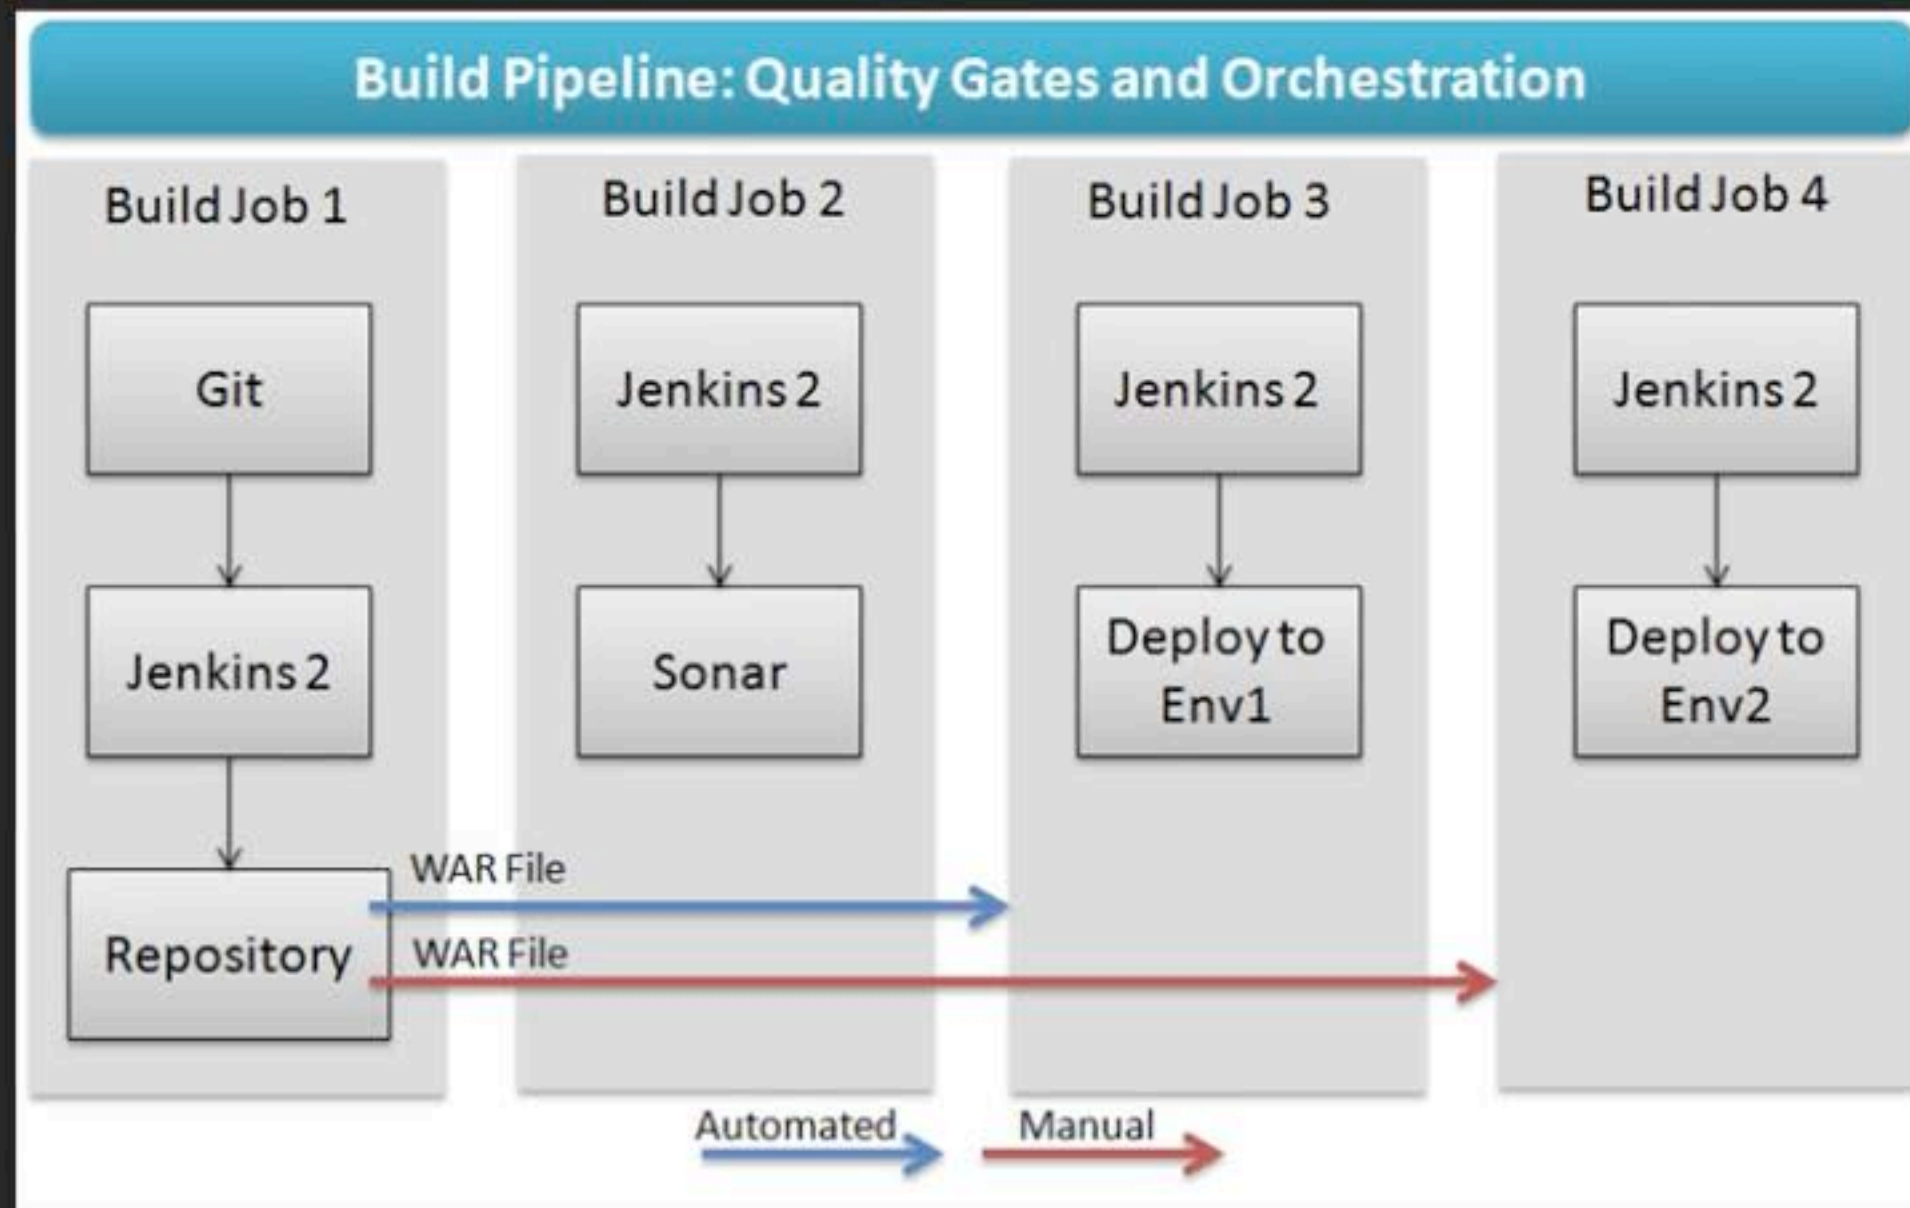 Build Pipeline: Quality Gates and Orchestration
Build Job 1
Git
Jenkins 2
Repository
Build Job 2
Jenkins 2
Sonar
Build Job 3
Jenkins 2
Deploy to
Env1
Build Job 4
Jenkins 2
Deploy to
Env2
WAR File
WAR File
Automated
Manual